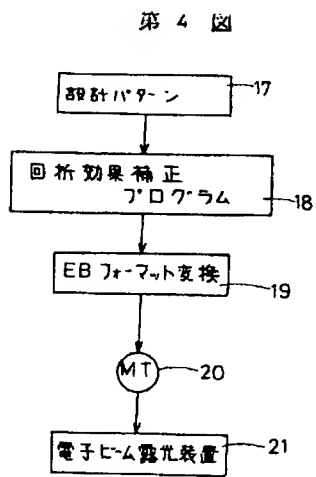 第4図
設計パターン
17
回折効果補正
プログラム
18
EBフォーマット変換
19
MT
20
電子ビーム露光装置
21